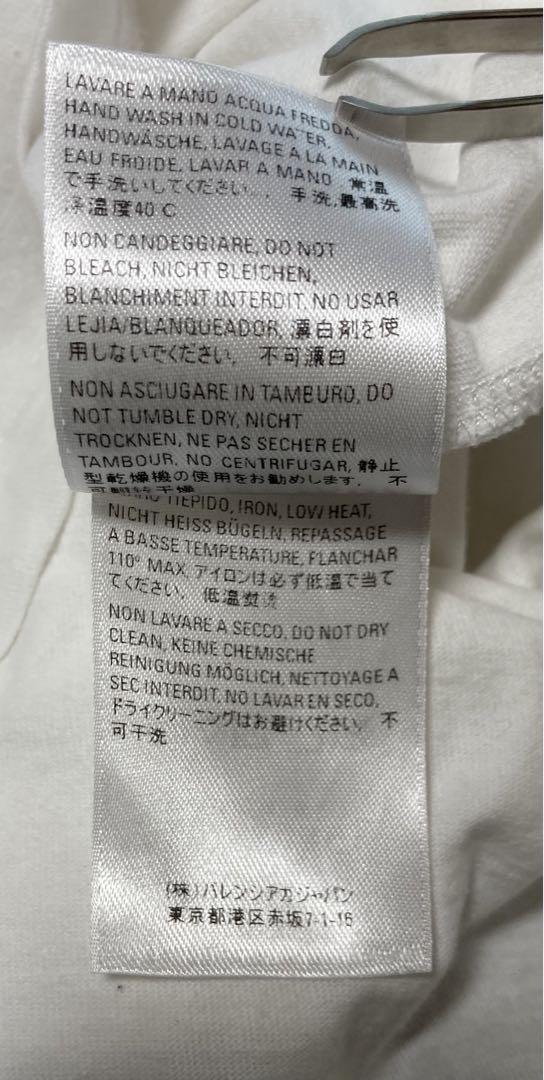 LAVARE A MANO ACQUA FREDDA,
HAND WASH IN COLD WATER,
HANDWÄSCHE, LAVAGE A LA MAIN
EAU FROIDE, LAVAR A MANO 常温
で手洗いしてください. 手洗,最高洗
净温度40 C
NON CANDEGGIARE, DO NOT
BLEACH, NICHT BLEICHEN,
BLANCHIMENT INTERDIT, NO USAR
LEJIA/BLANQUEADOR, 漂白剤を使
用しないでください, 不可漂白
NON ASCIUGARE IN TAMBURO, DO
NOT TUMBLE DRY, NICHT
TROCKNEN, NE PAS SECHER EN
TAMBOUR, NO CENTRIFUGAR, 静止
型乾燥機の使用をお勧めします. 不
TIEPIDO, IRON, LOW HEAT,
NICHT HEISS BÜGELN, REPASSAGE
A BASSE TEMPERATURE, PLANCHAR
110° MAX, アイロンは必ず低温で当て
てください, 低温熨烫
NON LAVARE A SECCO, DO NOT DRY
CLEAN, KEINE CHEMISCHE
REINIGUNG MÖGLICH, NETTOYAGE A
SEC INTERDIT, NO LAVAR EN SECO,
ドライクリーニングはお避けください, 不
可干洗
(株)バレンシアガジャパン
東京都港区赤坂7-1-16